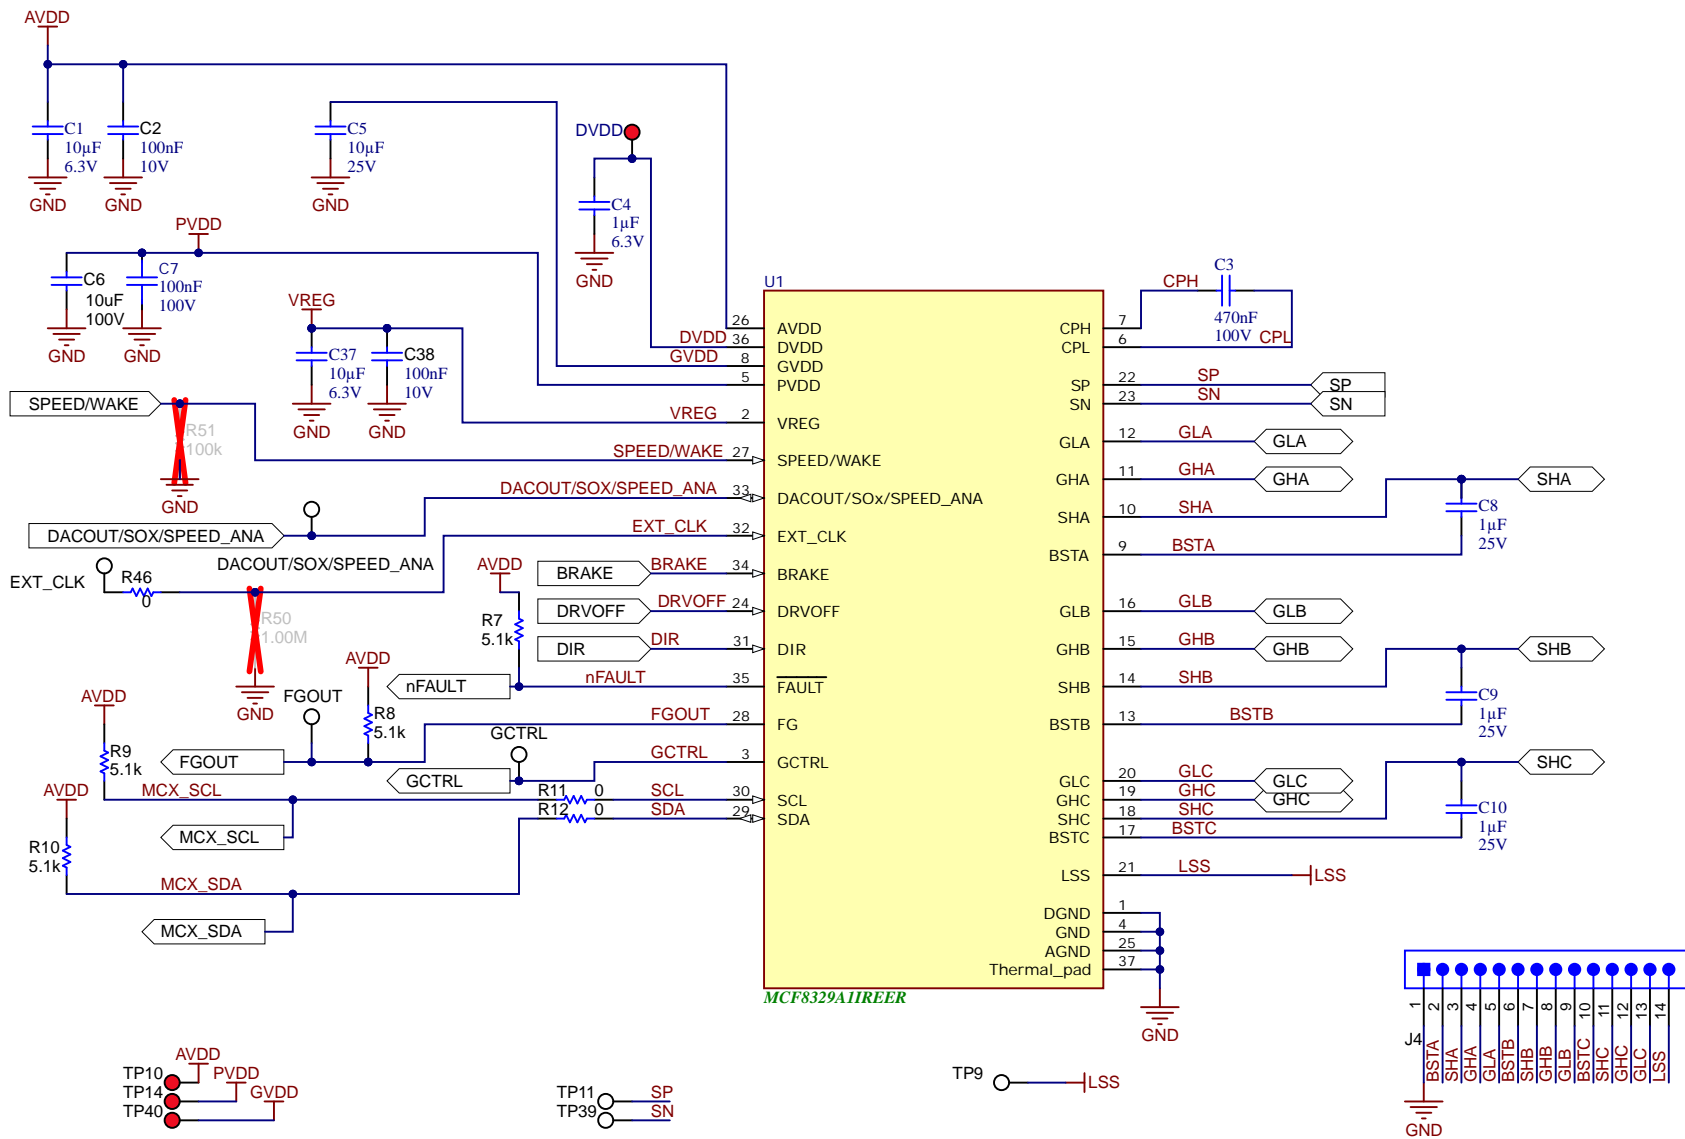 AVDD
C1
10µF
6.3V
GND
C2
100nF
10V
GND
C5
10µF
25V
GND
DVDD
C4
1µF
6.3V
GND
PVDD
C6
10uF
100V
GND
C7
100nF
100V
GND
VREG
C37
10µF
6.3V
GND
C38
100nF
10V
GND
SPEED/WAKE
R51
100k
GND
DACOUT/SOX/SPEED_ANA
DACOUT/SOX/SPEED_ANA
EXT_CLK
R46
0
R50
1.00M
GND
AVDD
R7
5.1k
BRAKE
DRVOFF
DIR
nFAULT
AVDD
R8
5.1k
FGOUT
FGOUT
GCTRL
GCTRL
AVDD
R9
5.1k
MCX_SCL
MCX_SCL
AVDD
R10
5.1k
MCX_SDA
MCX_SDA
R11
0
R12
0
DVDD
GVDD
VREG
SPEED/WAKE
DACOUT/SOX/SPEED_ANA
EXT_CLK
BRAKE
DRVOFF
DIR
nFAULT
FGOUT
GCTRL
SCL
SDA
U1
26 AVDD
36 DVDD
8 GVDD
5 PVDD
2 VREG
27 SPEED/WAKE
33 DACOUT/SOx/SPEED_ANA
32 EXT_CLK
34 BRAKE
24 DRVOFF
31 DIR
35 FAULT
28 FG
3 GCTRL
30 SCL
29 SDA
CPH 7
CPL 6
SP 22
SN 23
GLA 12
GHA 11
SHA 10
BSTA 9
GLB 16
GHB 15
SHB 14
BSTB 13
GLC 20
GHC 19
SHC 18
BSTC 17
LSS 21
DGND 1
GND 4
AGND 25
Thermal_pad 37
MCF8329A1IREER
CPH
C3
470nF
100V
CPL
SP SP
SN SN
GLA GLA
GHA GHA
SHA SHA
C8
1µF
25V
BSTA
GLB GLB
GHB GHB
SHB SHB
C9
1µF
25V
BSTB
GLC GLC
GHC GHC
SHC SHC
C10
1µF
25V
BSTC
LSS LSS
GND
J4
1 2 3 4 5 6 7 8 9 10 11 12 13 14
BSTA SHA GHA GLA BSTB SHB GHB GLB BSTC SHC GHC GLC LSS
GND
TP10 AVDD
TP14 PVDD
TP40 GVDD
TP11 SP
TP39 SN
TP9 LSS